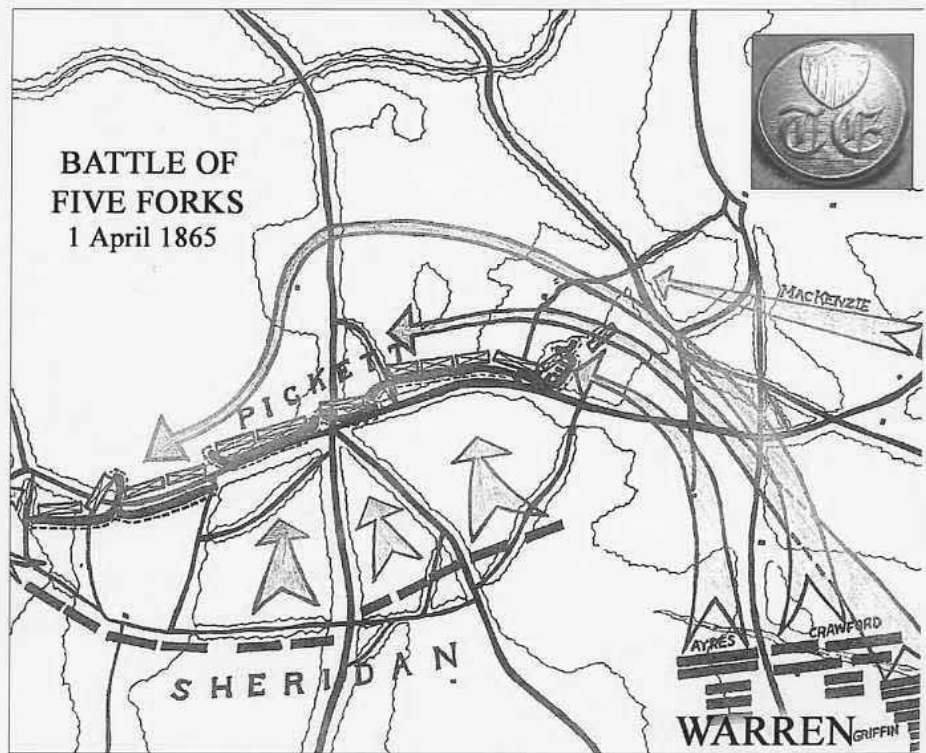 BATTLE OF
FIVE FORKS
1 April 1865
MACKENZIE
PICKETT
SHERIDAN
AYRES
CRAWFORD
WARREN
GRIFFIN